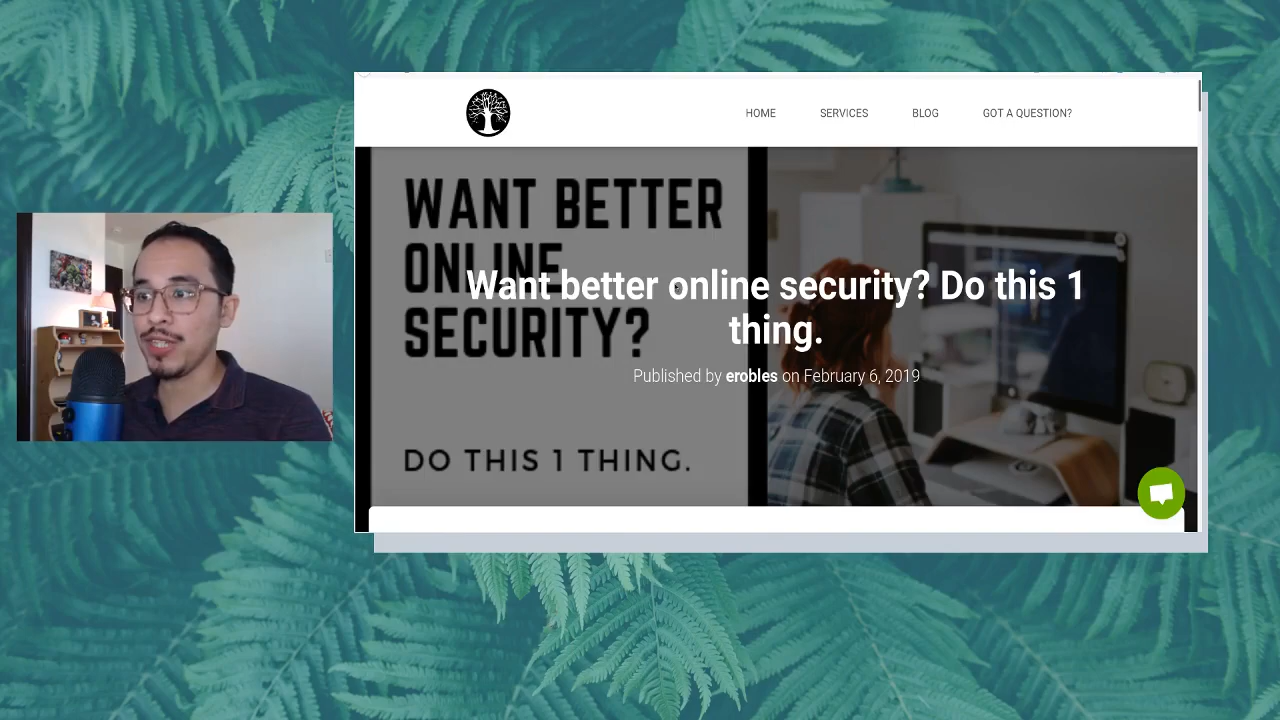 HOME SERVICES BLOG GOT A QUESTION?
WANT BETTER
ONLINE
SECURITY?
DO THIS 1 THING.
Want better online security? Do this 1
thing.
Published by erobles on February 6, 2019